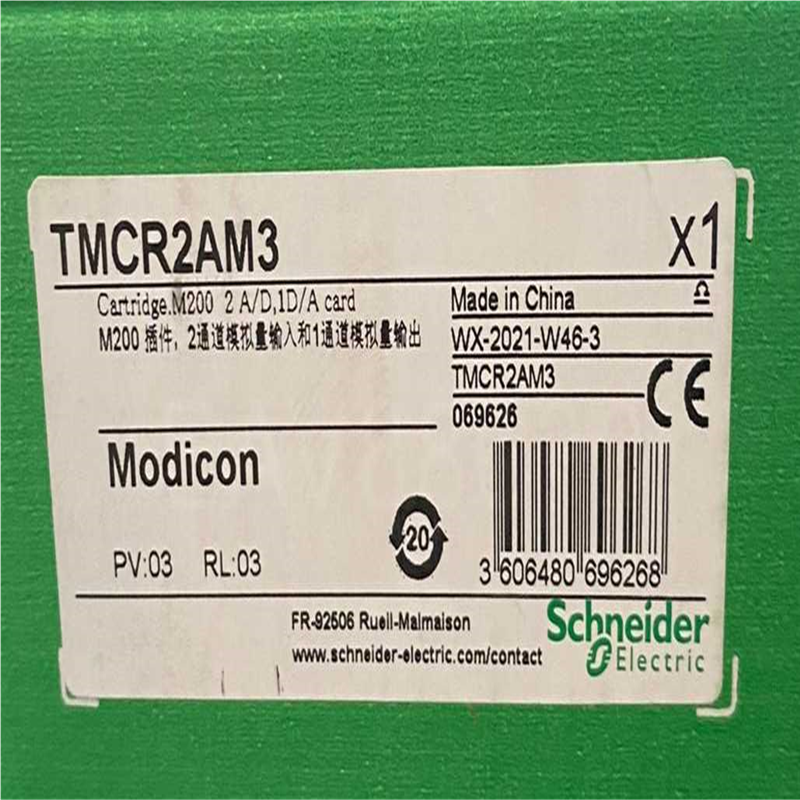 TMCR2AM3
X1
Cartridge.M200 2 A/D,1D/A card
M200 插件, 2通道模拟量输入和1通道模拟量输出
Made in China
WX-2021-W46-3
TMCR2AM3
069626
CE
Modicon
PV:03 RL:03
20
3 606480 696268
FR-92506 Rueil-Malmaison
www.schneider-electric.com/contact
Schneider
Electric